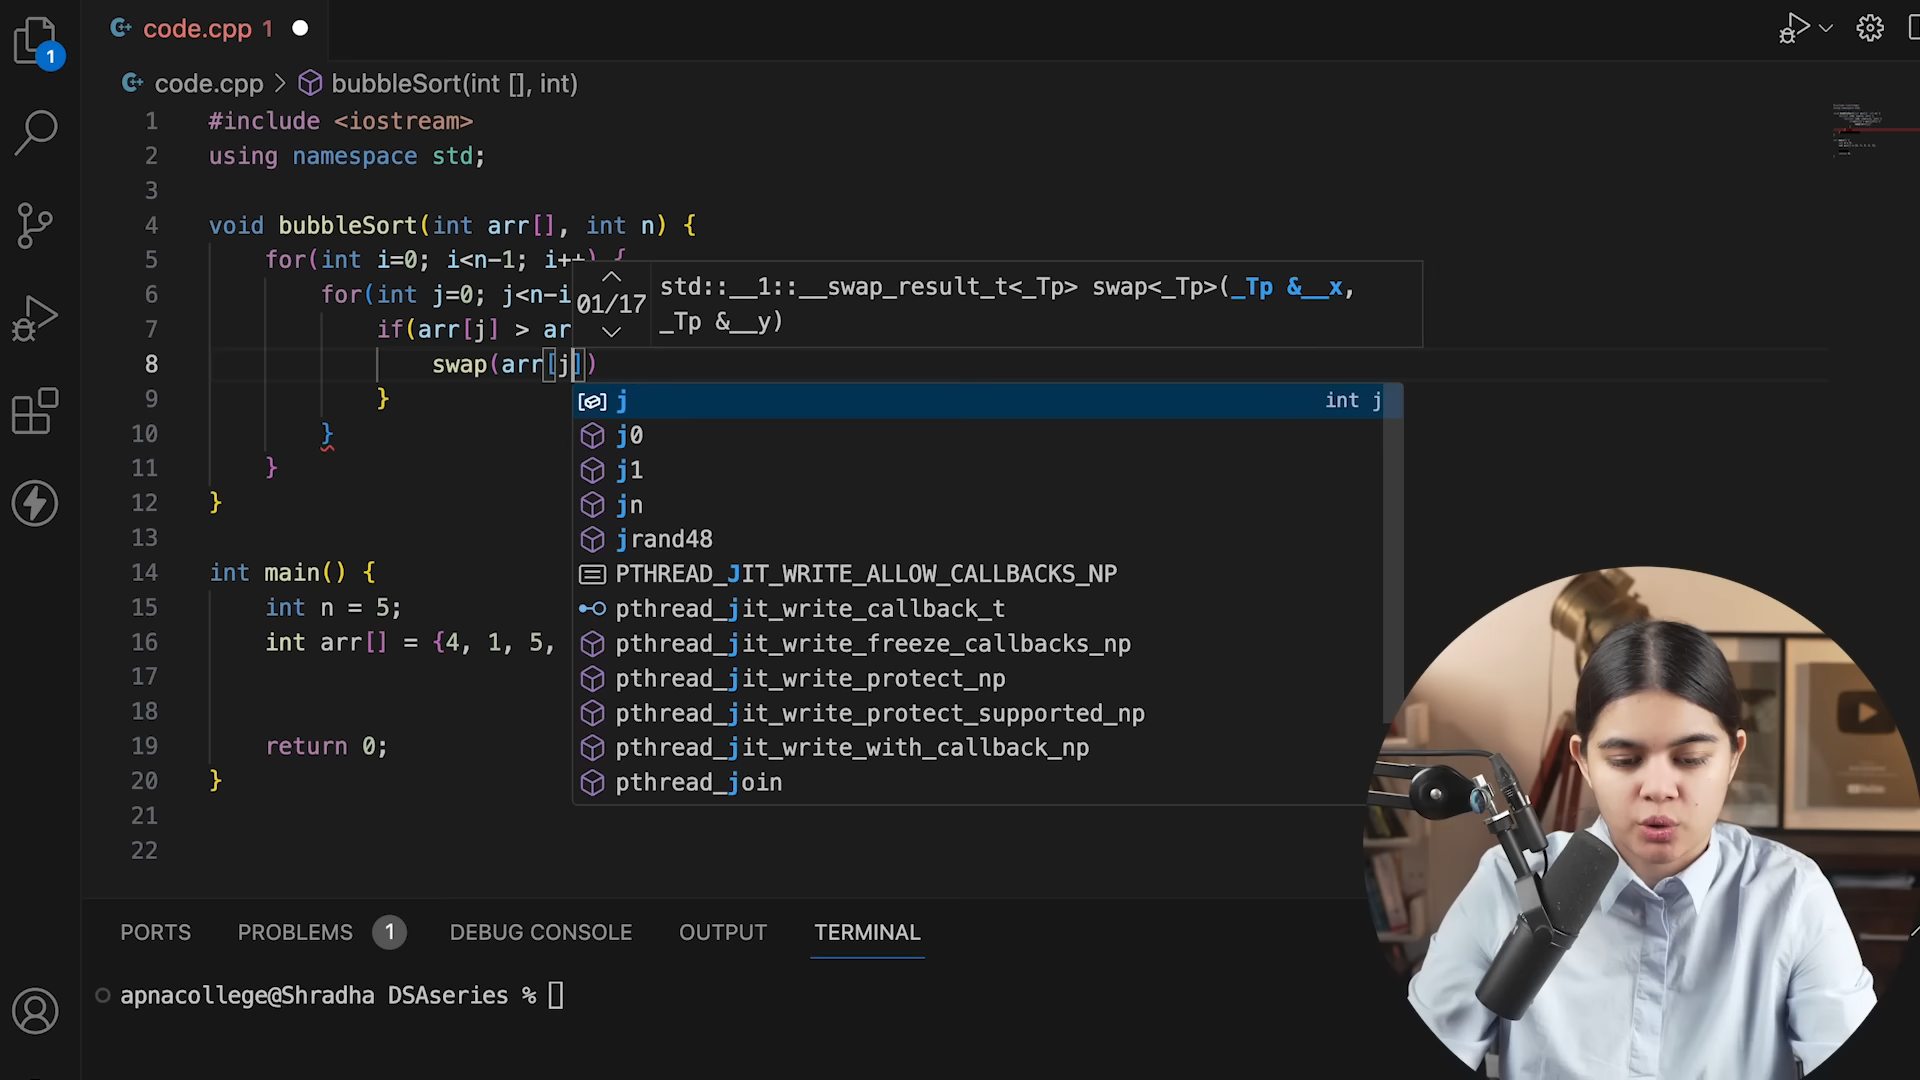 code.cpp 1
1
code.cpp > bubbleSort(int [], int)
1 #include <iostream>
2 using namespace std;
3
4 void bubbleSort(int arr[], int n) {
5 for(int i=0; i<n-1; i++) {
6 for(int j=0; j<n-i
7 if(arr[j] > ar
8 swap(arr[j])
9 }
10 }
11 }
12 }
13
14 int main() {
15 int n = 5;
16 int arr[] = {4, 1, 5,
17
18
19 return 0;
20 }
21
22
01/17
std::__1::__swap_result_t<_Tp> swap<_Tp>(_Tp &__x,
_Tp &__y)
j int j
j0
j1
jn
jrand48
PTHREAD_JIT_WRITE_ALLOW_CALLBACKS_NP
pthread_jit_write_callback_t
pthread_jit_write_freeze_callbacks_np
pthread_jit_write_protect_np
pthread_jit_write_protect_supported_np
pthread_jit_write_with_callback_np
pthread_join
PORTS PROBLEMS 1 DEBUG CONSOLE OUTPUT TERMINAL
apnacollege@Shradha DSAseries %